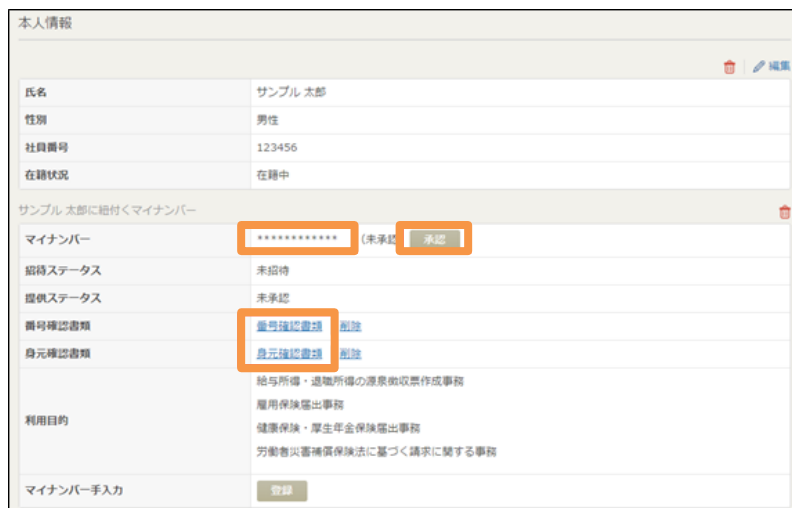 本人情報
編集
氏名 サンプル 太郎
性別 男性
社員番号 123456
在籍状況 在籍中
サンプル 太郎に紐付くマイナンバー
マイナンバー ************ (未承認 承認
招待ステータス 未招待
提供ステータス 未承認
番号確認書類 番号確認書類 削除
身元確認書類 身元確認書類 削除
利用目的
給与所得・退職所得の源泉徴収票作成事務
雇用保険届出事務
健康保険・厚生年金保険届出事務
労働者災害補償保険法に基づく請求に関する事務
マイナンバー手入力 登録